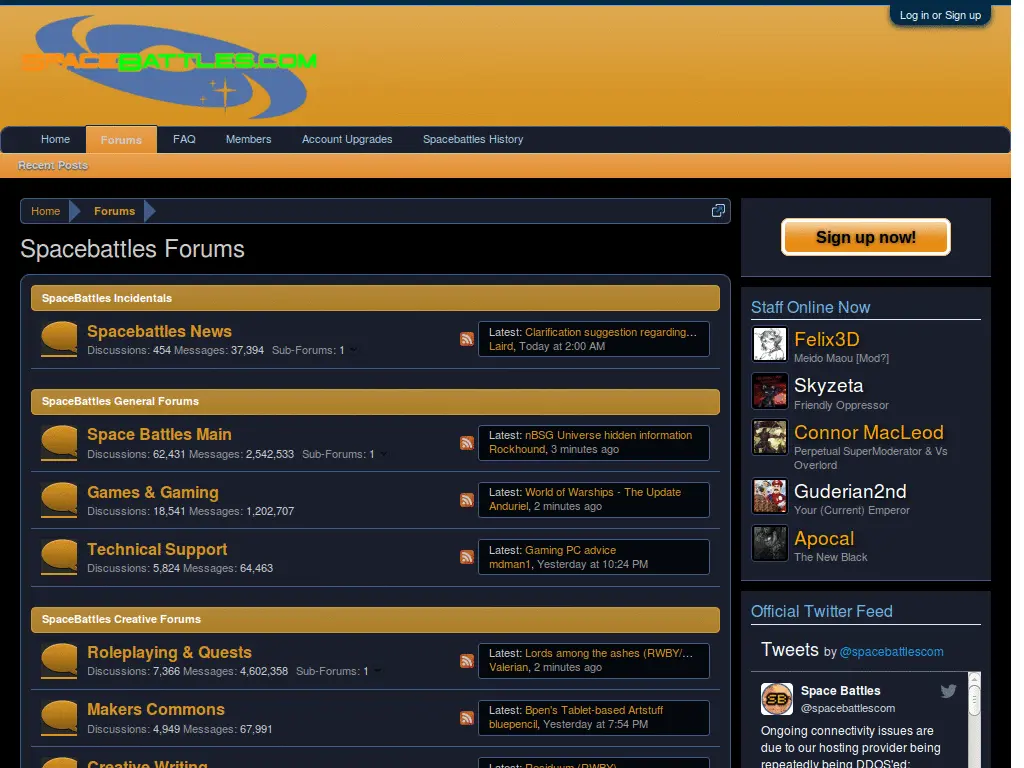 Log in or Sign up
SPACEBATTLES.COM
Home
Forums
FAQ
Members
Account Upgrades
Spacebattles History
Recent Posts
Home
Forums
Spacebattles Forums
SpaceBattles Incidentals
Spacebattles News
Discussions: 454 Messages: 37,394 Sub-Forums: 1
Latest: Clarification suggestion regarding...
Laird, Today at 2:00 AM
SpaceBattles General Forums
Space Battles Main
Discussions: 62,431 Messages: 2,542,533 Sub-Forums: 1
Latest: nBSG Universe hidden information
Rockhound, 3 minutes ago
Games & Gaming
Discussions: 18,541 Messages: 1,202,707
Latest: World of Warships - The Update
Anduriel, 2 minutes ago
Technical Support
Discussions: 5,824 Messages: 64,463
Latest: Gaming PC advice
mdman1, Yesterday at 10:24 PM
SpaceBattles Creative Forums
Roleplaying & Quests
Discussions: 7,366 Messages: 4,602,358 Sub-Forums: 1
Latest: Lords among the ashes (RWBY/...
Valerian, 2 minutes ago
Makers Commons
Discussions: 4,949 Messages: 67,991
Latest: Bpen's Tablet-based Artstuff
bluepencil, Yesterday at 7:54 PM
Creative Writing
Latest: Residuum (RWBY)
Sign up now!
Staff Online Now
Felix3D
Meido Maou [Mod?]
Skyzeta
Friendly Oppressor
Connor MacLeod
Perpetual SuperModerator & Vs
Overlord
Guderian2nd
Your (Current) Emperor
Apocal
The New Black
Official Twitter Feed
Tweets by @spacebattlescom
SB
Space Battles
@spacebattlescom
Ongoing connectivity issues are
due to our hosting provider being
repeatedly being DDOS'ed: